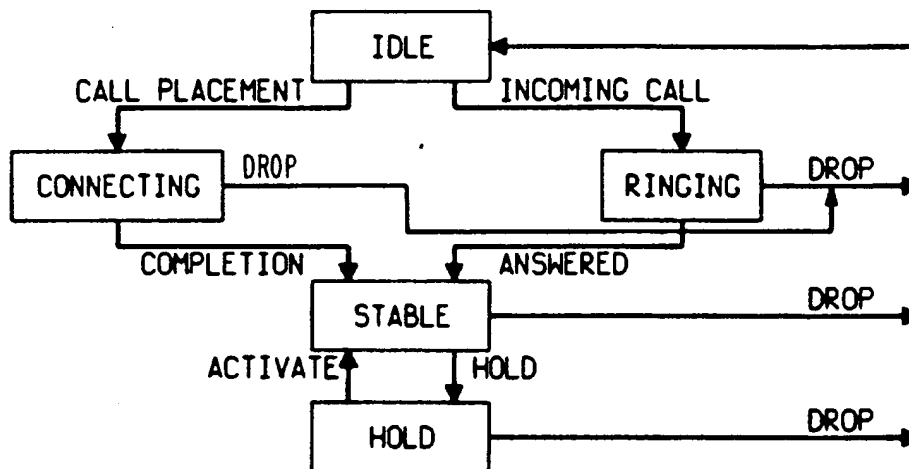 IDLE
CALL PLACEMENT
INCOMING CALL
CONNECTING
DROP
RINGING
DROP
COMPLETION
ANSWERED
STABLE
DROP
ACTIVATE
HOLD
HOLD
DROP